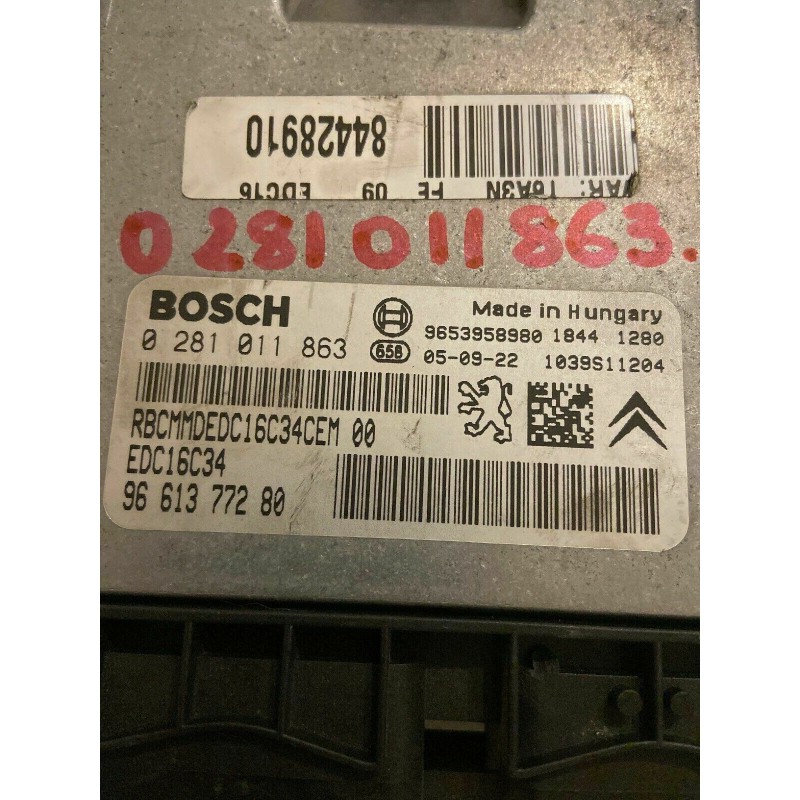 84428910
VAR: T6A3N FE 09 EDC16
0 281 011 863.
BOSCH
Made in Hungary
9653958980 1844 1280
0 281 011 863
658 05-09-22 1039S11204
RBCMMDEDC16C34CEM 00
EDC16C34
96 613 772 80